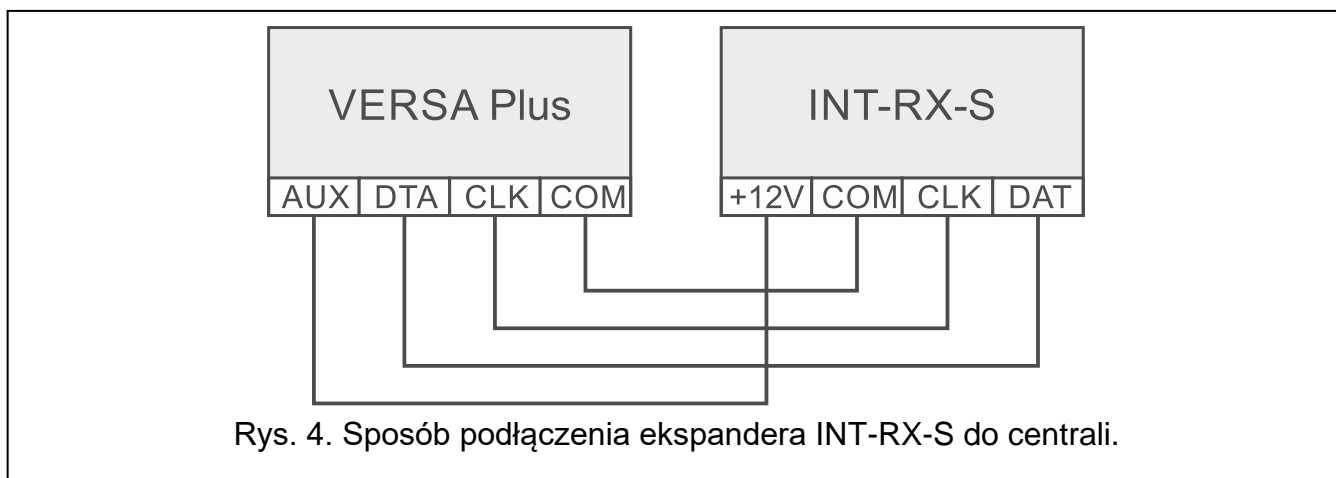 VERSA Plus
AUX DTA CLK COM
INT-RX-S
+12V COM CLK DAT
Rys. 4. Sposób podłączenia ekspandera INT-RX-S do centrali.